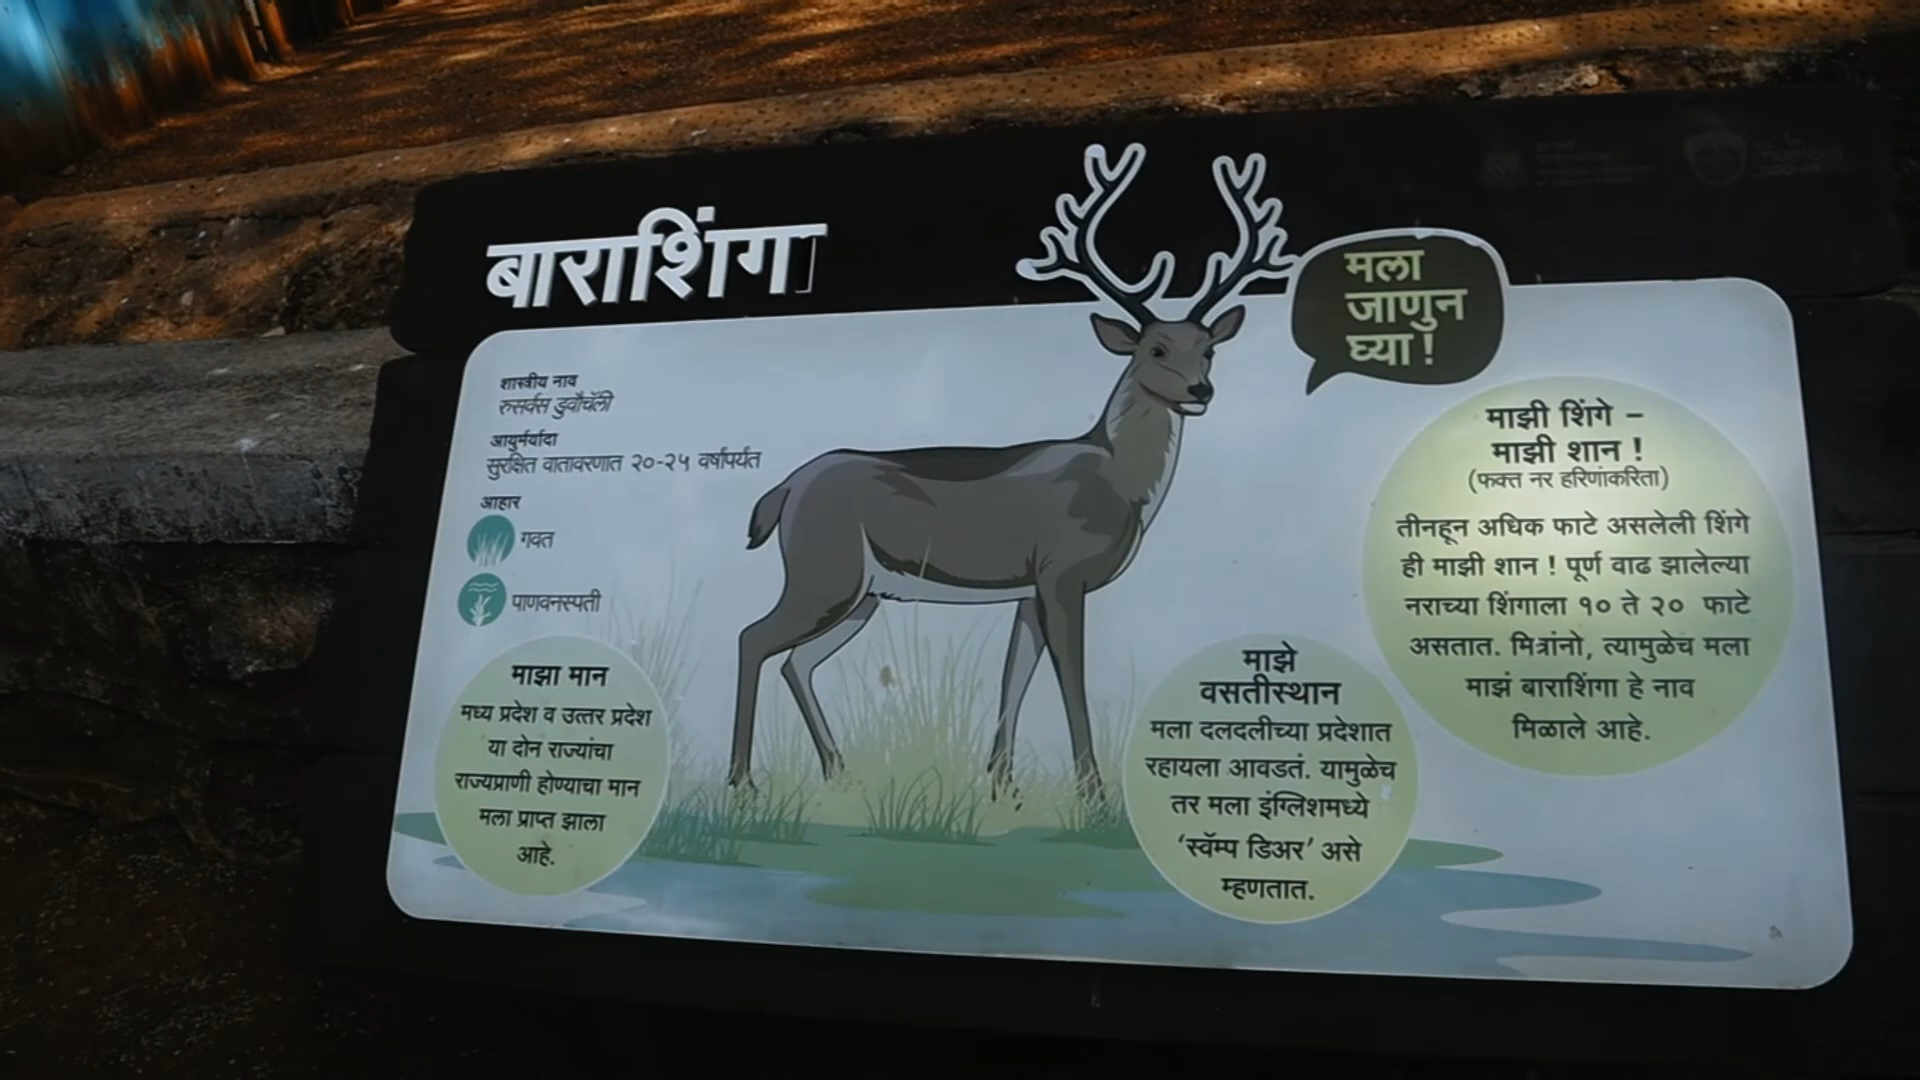 बाराशिंगा
मला
जाणुन
घ्या !
शास्त्रीय नाव
रुसर्वस डुवौचॅली
आयुर्मर्यादा
सुरक्षित वातावरणात २०-२५ वर्षापर्यंत
आहार
गवत
पाणवनस्पती
माझा मान
मध्य प्रदेश व उत्तर प्रदेश
या दोन राज्यांचा
राज्यप्राणी होण्याचा मान
मला प्राप्त झाला
आहे.
माझे
वसतीस्थान
मला दलदलीच्या प्रदेशात
रहायला आवडतं. यामुळेच
तर मला इंग्लिशमध्ये
‘स्वॅम्प डिअर’ असे
म्हणतात.
माझी शिंगे –
माझी शान !
(फक्त नर हरिणांकरिता)
तीनहून अधिक फाटे असलेली शिंगे
ही माझी शान ! पूर्ण वाढ झालेल्या
नराच्या शिंगाला १० ते २० फाटे
असतात. मित्रांनो, त्यामुळेच मला
माझं बाराशिंगा हे नाव
मिळाले आहे.